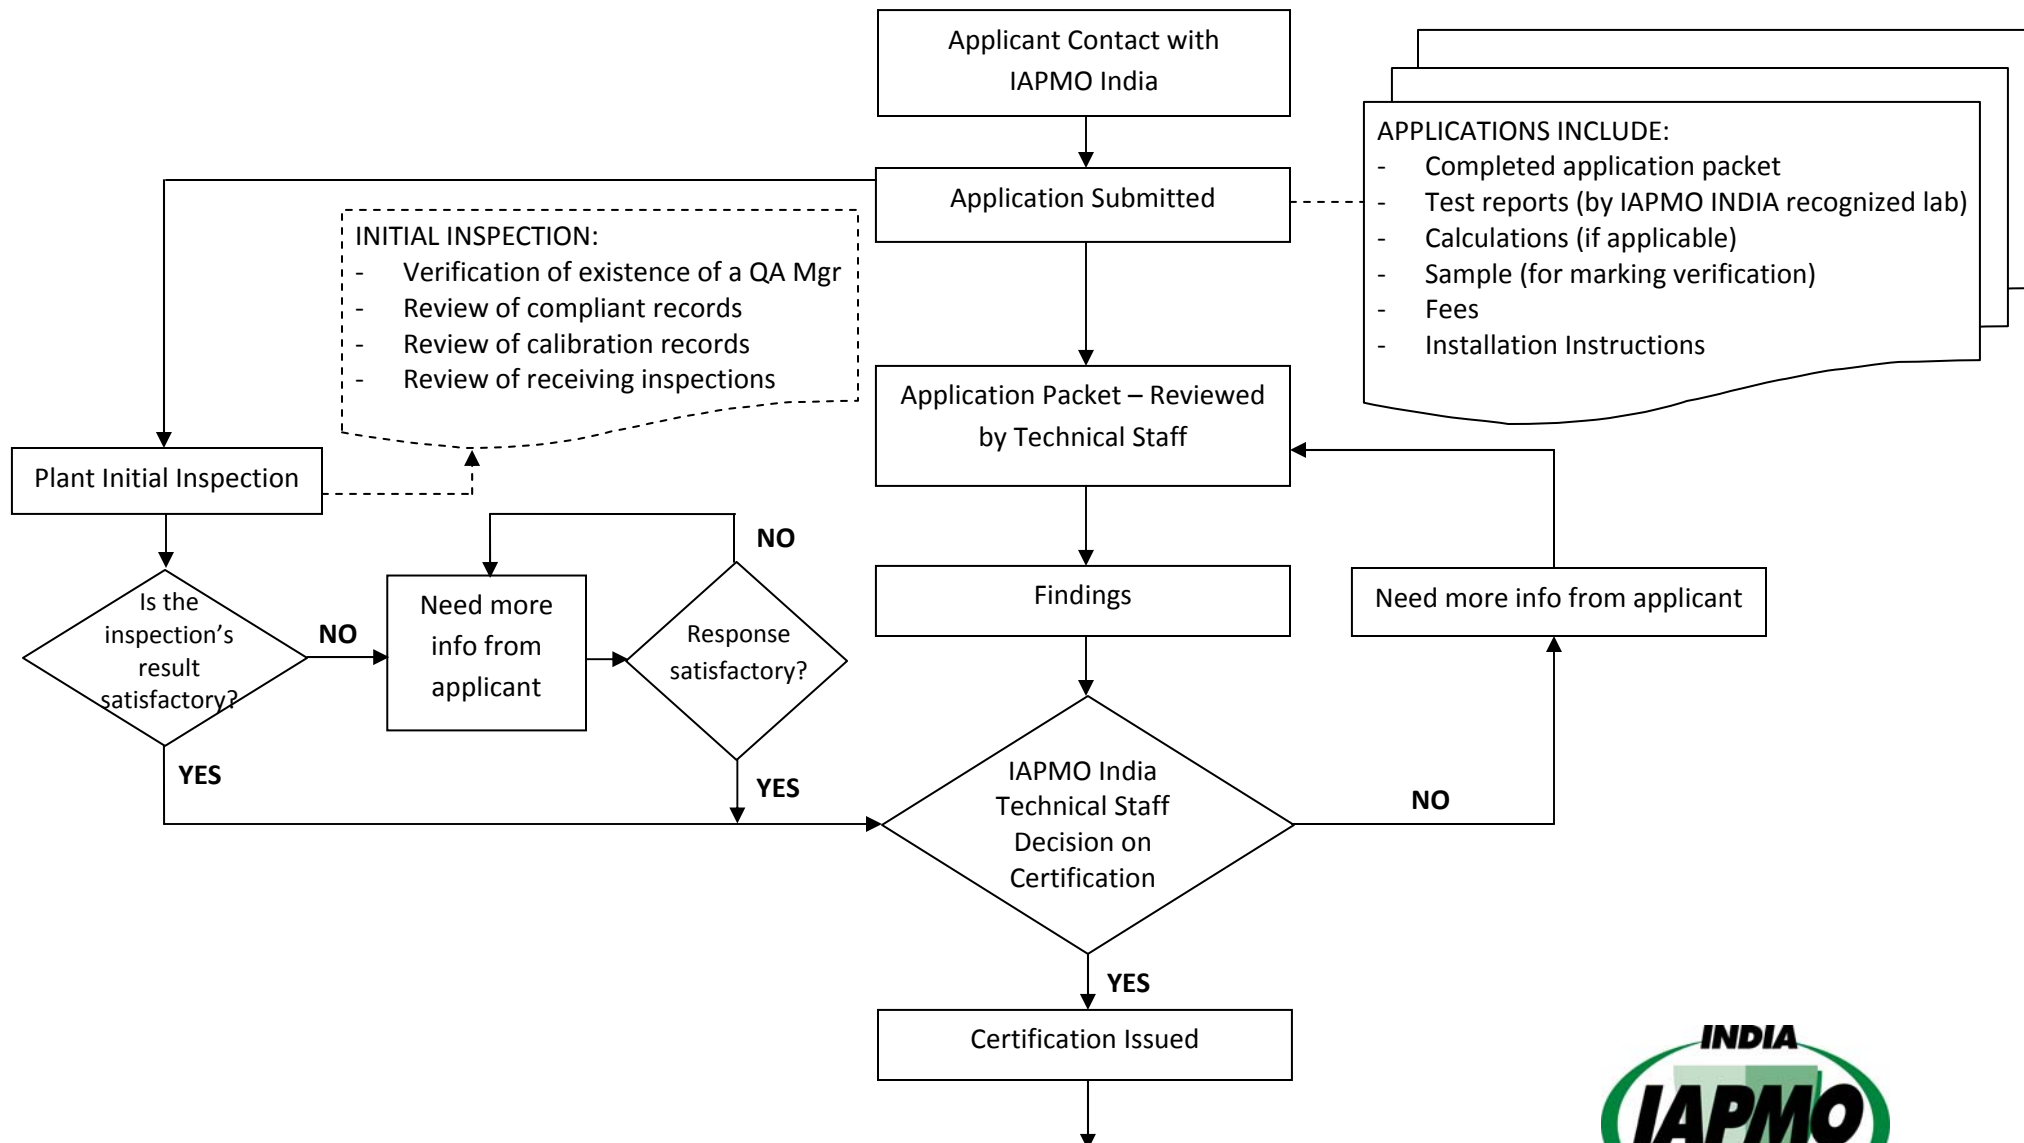 Applicant Contact with
IAPMO India
Application Submitted
APPLICATIONS INCLUDE:
- Completed application packet
- Test reports (by IAPMO INDIA recognized lab)
- Calculations (if applicable)
- Sample (for marking verification)
- Fees
- Installation Instructions
INITIAL INSPECTION:
- Verification of existence of a QA Mgr
- Review of compliant records
- Review of calibration records
- Review of receiving inspections
Application Packet – Reviewed
by Technical Staff
Plant Initial Inspection
Is the
inspection’s
result
satisfactory?
NO
YES
Need more
info from
applicant
Response
satisfactory?
NO
YES
Findings
Need more info from applicant
IAPMO India
Technical Staff
Decision on
Certification
NO
YES
Certification Issued
INDIA
IAPMO